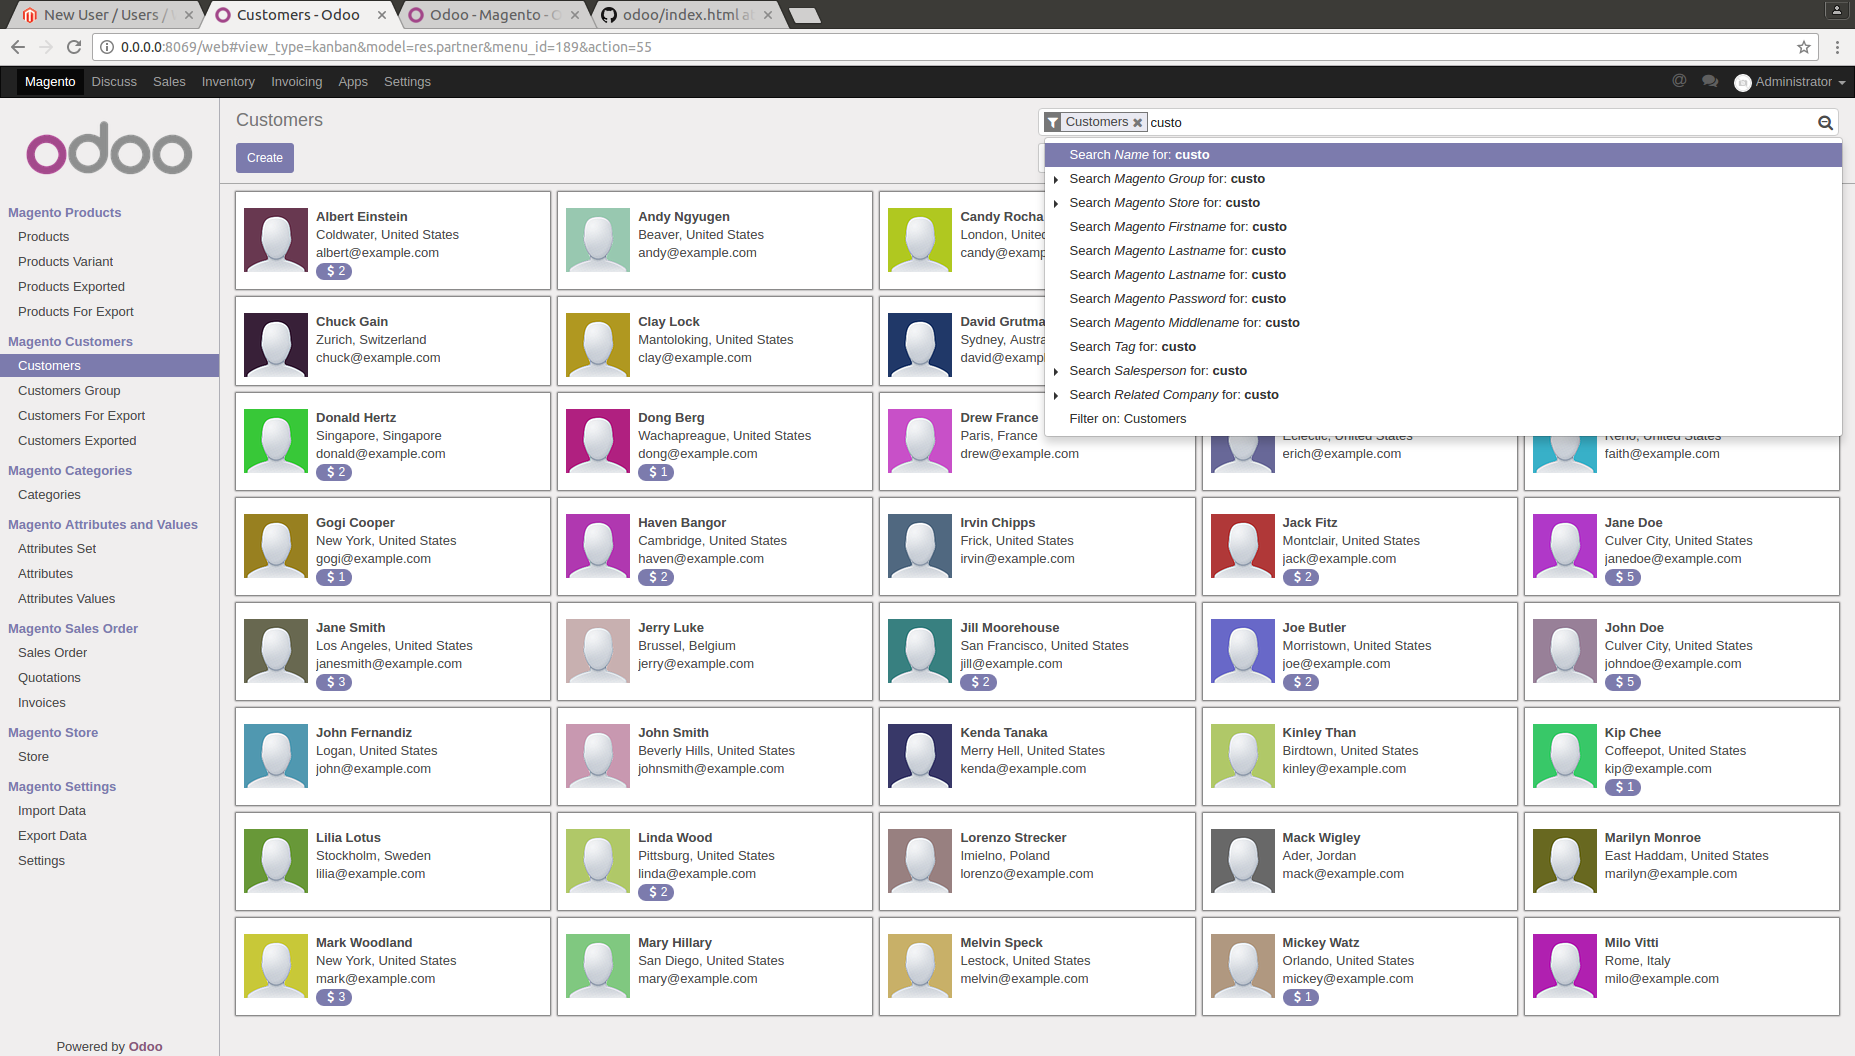 New User / Users /
Customers - Odoo
Odoo - Magento -
odoo/index.html
0.0.0.0:8069/web#view_type=kanban&model=res.partner&menu_id=189&action=55
Magento Discuss Sales Inventory Invoicing Apps Settings
@ Administrator
odoo
Magento Products
Products
Products Variant
Products Exported
Products For Export
Magento Customers
Customers
Customers Group
Customers For Export
Customers Exported
Magento Categories
Categories
Magento Attributes and Values
Attributes Set
Attributes
Attributes Values
Magento Sales Order
Sales Order
Quotations
Invoices
Magento Store
Store
Magento Settings
Import Data
Export Data
Settings
Powered by Odoo
Customers
Create
Customers custo
Search Name for: custo
Search Magento Group for: custo
Search Magento Store for: custo
Search Magento Firstname for: custo
Search Magento Lastname for: custo
Search Magento Lastname for: custo
Search Magento Password for: custo
Search Magento Middlename for: custo
Search Tag for: custo
Search Salesperson for: custo
Search Related Company for: custo
Filter on: Customers
Albert Einstein
Coldwater, United States
albert@example.com
$ 2
Andy Ngyugen
Beaver, United States
andy@example.com
Candy Rocha
London,
Chuck Gain
Zurich, Switzerland
chuck@example.com
Clay Lock
Mantoloking, United States
clay@example.com
David
Sydney,
Donald Hertz
Singapore, Singapore
donald@example.com
$ 2
Dong Berg
Wachapreague, United States
dong@example.com
$ 1
Drew France
Paris, France
drew@example.com
Eclectic, United States
erich@example.com
Reno, United States
faith@example.com
Gogi Cooper
New York, United States
gogi@example.com
$ 1
Haven Bangor
Cambridge, United States
haven@example.com
$ 2
Irvin Chipps
Frick, United States
irvin@example.com
Jack Fitz
Montclair, United States
jack@example.com
$ 2
Jane Doe
Culver City, United States
janedoe@example.com
$ 5
Jane Smith
Los Angeles, United States
janesmith@example.com
$ 3
Jerry Luke
Brussel, Belgium
jerry@example.com
Jill Moorehouse
San Francisco, United States
jill@example.com
$ 2
Joe Butler
Morristown, United States
joe@example.com
$ 2
John Doe
Culver City, United States
johndoe@example.com
$ 5
John Fernandiz
Logan, United States
john@example.com
John Smith
Beverly Hills, United States
johnsmith@example.com
Kenda Tanaka
Merry Hell, United States
kenda@example.com
Kinley Than
Birdtown, United States
kinley@example.com
Kip Chee
Coffeepot, United States
kip@example.com
$ 1
Lilia Lotus
Stockholm, Sweden
lilia@example.com
Linda Wood
Pittsburg, United States
linda@example.com
$ 2
Lorenzo Strecker
Imielno, Poland
lorenzo@example.com
Mack Wigley
Ader, Jordan
mack@example.com
Marilyn Monroe
East Haddam, United States
marilyn@example.com
Mark Woodland
New York, United States
mark@example.com
$ 3
Mary Hillary
San Diego, United States
mary@example.com
Melvin Speck
Lestock, United States
melvin@example.com
Mickey Watz
Orlando, United States
mickey@example.com
$ 1
Milo Vitti
Rome, Italy
milo@example.com